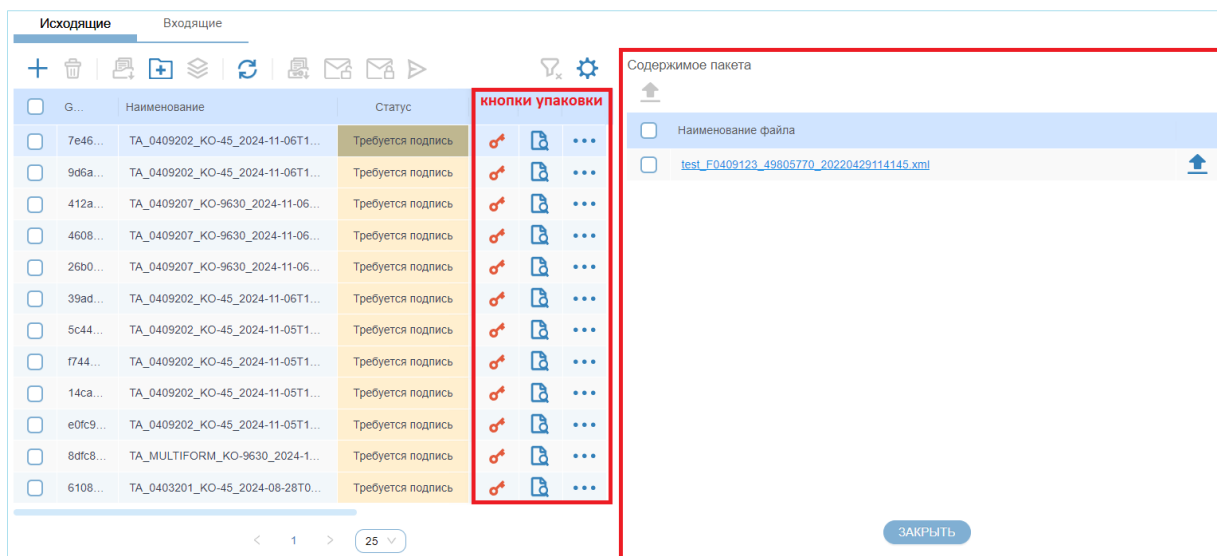 Исходящие Входящие
Содержимое пакета
кнопки упаковки
G... Наименование Статус
Наименование файла
7e46... TA_0409202_KO-45_2024-11-06T1... Требуется подпись
test_F0409123_49805770_20220429114145.xml
9d6a... TA_0409202_KO-45_2024-11-06T1... Требуется подпись
412a... TA_0409207_KO-9630_2024-11-06... Требуется подпись
4608... TA_0409207_KO-9630_2024-11-06... Требуется подпись
26b0... TA_0409207_KO-9630_2024-11-06... Требуется подпись
39ad... TA_0409202_KO-45_2024-11-06T1... Требуется подпись
5c44... TA_0409202_KO-45_2024-11-05T1... Требуется подпись
f744... TA_0409202_KO-45_2024-11-05T1... Требуется подпись
14ca... TA_0409202_KO-45_2024-11-05T1... Требуется подпись
e0fc9... TA_0409202_KO-45_2024-11-05T1... Требуется подпись
8dfc8... TA_MULTIFORM_KO-9630_2024-1... Требуется подпись
6108... TA_0403201_KO-45_2024-08-28T0... Требуется подпись
< 1 > 25
ЗАКРЫТЬ